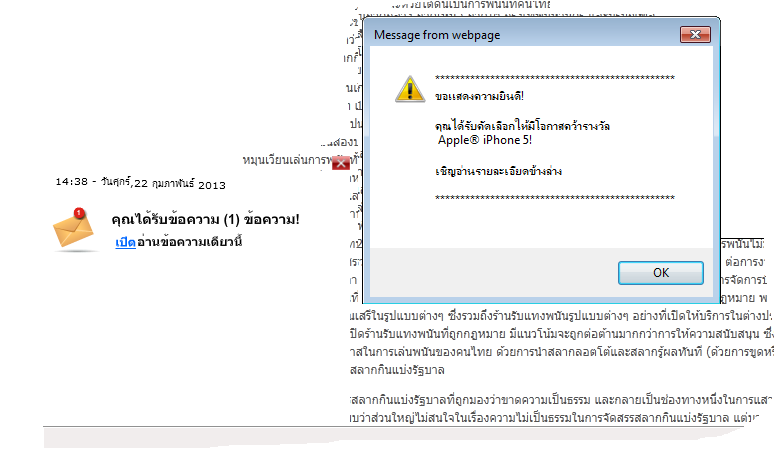 Message from webpage
************************************************
ขอแสดงความยินดี!
คุณได้รับคัดเลือกให้มีโอกาสคว้ารางวัล
Apple® iPhone 5!
เชิญอ่านรายละเอียดข้างล่าง
************************************************
OK
หมุนเวียนเล่นการพนัน
14:38 - วันศุกร์,22 กุมภาพันธ์ 2013
1
คุณได้รับข้อความ (1) ข้อความ!
เปิดอ่านข้อความเดียวนี้
ต่อการ
กฎหมาย พ
เสรีในรูปแบบต่างๆ ซึ่งรวมถึงร้านรับแทงพนันรูปแบบต่างๆ อย่างที่เปิดให้บริการในต่าง
ปิดร้านรับแทงพนันที่ถูกกฎหมาย มีแนวโน้มจะถูกต่อต้านมากกว่าการให้ความสนับสนุน ซึ่ง
าสในการเล่นพนันของคนไทย ด้วยการนำสลากลอตโต้และสลากรู้ผลทันที (ด้วยการขูด
สลากกินแบ่งรัฐบาล
สลากกินแบ่งรัฐบาลที่ถูกมองว่าขาดความเป็นธรรม และกลายเป็นช่องทางหนึ่งในการ
บว่าส่วนใหญ่ไม่สนใจในเรื่องความไม่เป็นธรรมในการจัดสรรสลากกินแบ่งรัฐบาล